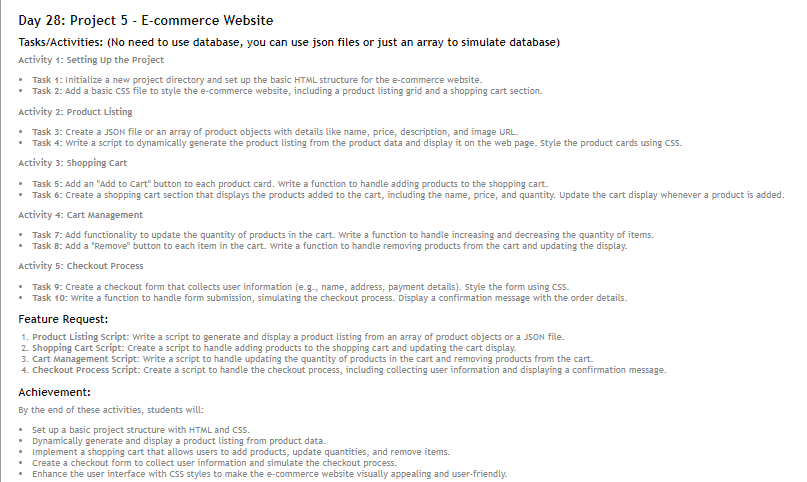 Day 28: Project 5 - E-commerce Website
Tasks/Activities: (No need to use database, you can use json files or just an array to simulate database)
Activity 1: Setting Up the Project
• Task 1: Initialize a new project directory and set up the basic HTML structure for the e-commerce website.
• Task 2: Add a basic CSS file to style the e-commerce website, including a product listing grid and a shopping cart section.
Activity 2: Product Listing
• Task 3: Create a JSON file or an array of product objects with details like name, price, description, and image URL.
• Task 4: Write a script to dynamically generate the product listing from the product data and display it on the web page. Style the product cards using CSS.
Activity 3: Shopping Cart
• Task 5: Add an "Add to Cart" button to each product card. Write a function to handle adding products to the shopping cart.
• Task 6: Create a shopping cart section that displays the products added to the cart, including the name, price, and quantity. Update the cart display whenever a product is added.
Activity 4: Cart Management
• Task 7: Add functionality to update the quantity of products in the cart. Write a function to handle increasing and decreasing the quantity of items.
• Task 8: Add a "Remove" button to each item in the cart. Write a function to handle removing products from the cart and updating the display.
Activity 5: Checkout Process
• Task 9: Create a checkout form that collects user information (e.g., name, address, payment details). Style the form using CSS.
• Task 10: Write a function to handle form submission, simulating the checkout process. Display a confirmation message with the order details.
Feature Request:
1. Product Listing Script: Write a script to generate and display a product listing from an array of product objects or a JSON file.
2. Shopping Cart Script: Create a script to handle adding products to the shopping cart and updating the cart display.
3. Cart Management Script: Write a script to handle updating the quantity of products in the cart and removing products from the cart.
4. Checkout Process Script: Create a script to handle the checkout process, including collecting user information and displaying a confirmation message.
Achievement:
By the end of these activities, students will:
• Set up a basic project structure with HTML and CSS.
• Dynamically generate and display a product listing from product data.
• Implement a shopping cart that allows users to add products, update quantities, and remove items.
• Create a checkout form to collect user information and simulate the checkout process.
• Enhance the user interface with CSS styles to make the e-commerce website visually appealing and user-friendly.